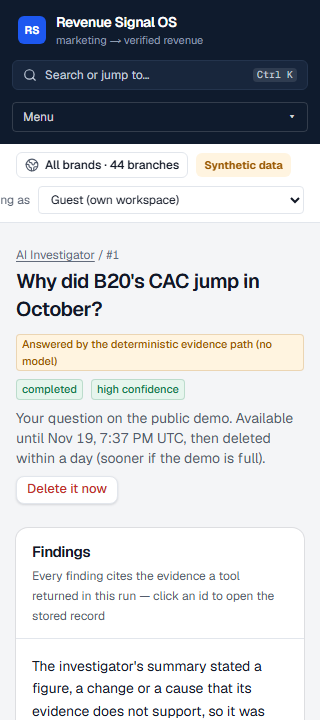 RS
Revenue Signal OS
marketing → verified revenue
Search or jump to... Ctrl K
Menu
All brands · 44 branches Synthetic data
ng as Guest (own workspace)
AI Investigator / #1
Why did B20's CAC jump in
October?
Answered by the deterministic evidence path (no
model)
completed high confidence
Your question on the public demo. Available
until Nov 19, 7:37 PM UTC, then deleted
within a day (sooner if the demo is full).
Delete it now
Findings
Every finding cites the evidence a tool
returned in this run — click an id to open the
stored record
The investigator's summary stated a
figure, a change or a cause that its
evidence does not support, so it was